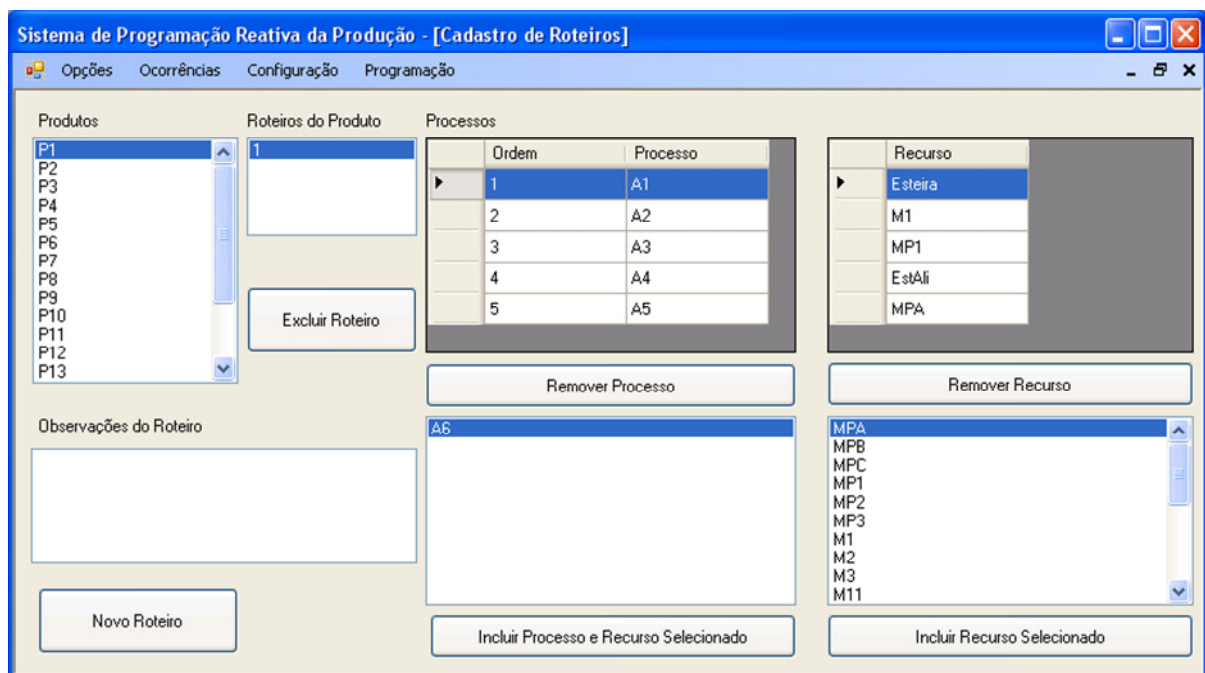 Sistema de Programação Reativa da Produção - [Cadastro de Roteiros]
Opções Ocorrências Configuração Programação
Produtos
P1
P2
P3
P4
P5
P6
P7
P8
P9
P10
P11
P12
P13
Roteiros do Produto
1
Excluir Roteiro
Processos
Ordem Processo
1 A1
2 A2
3 A3
4 A4
5 A5
Remover Processo
Recurso
Esteira
M1
MP1
EstAli
MPA
Remover Recurso
Observações do Roteiro
Novo Roteiro
A6
Incluir Processo e Recurso Selecionado
MPA
MPB
MPC
MP1
MP2
MP3
M1
M2
M3
M11
Incluir Recurso Selecionado